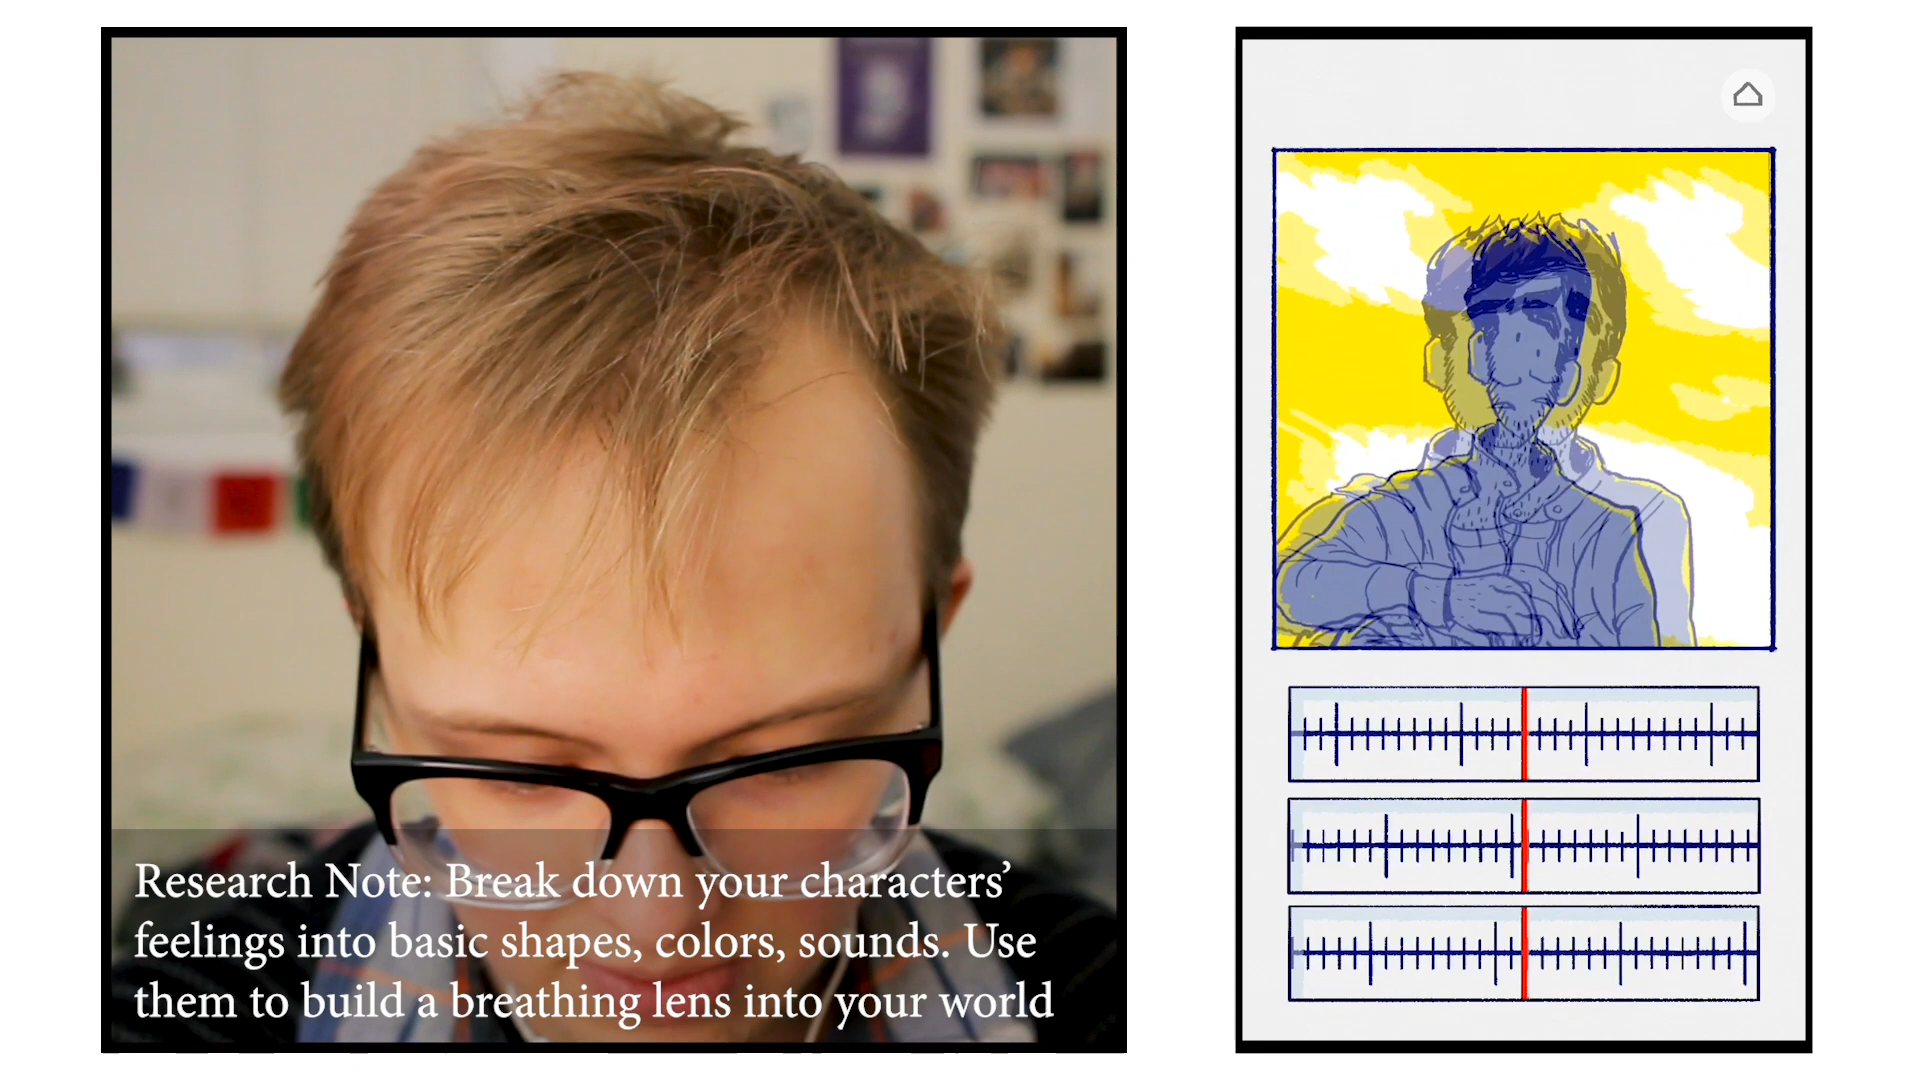 Research Note: Break down your characters’
feelings into basic shapes, colors, sounds. Use
them to build a breathing lens into your world